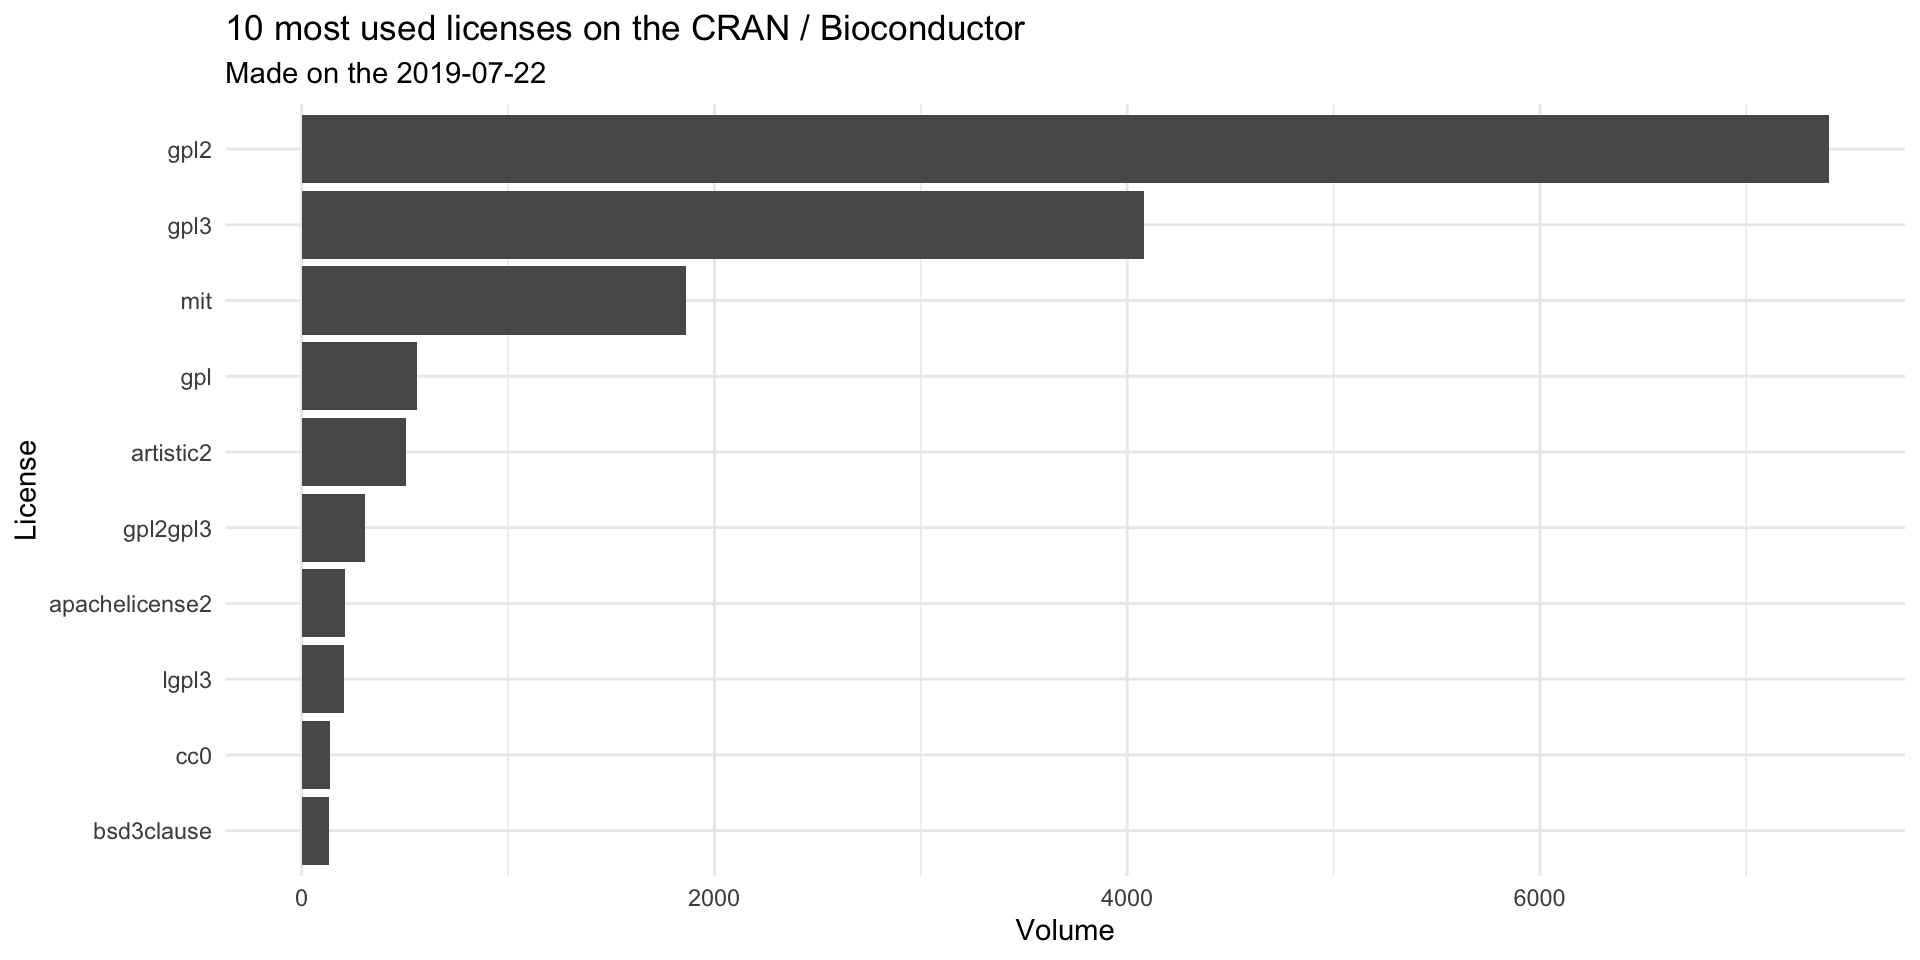 10 most used licenses on the CRAN / Bioconductor
Made on the 2019-07-22
License
gpl2
gpl3
mit
gpl
artistic2
gpl2gpl3
apachelicense2
lgpl3
cc0
bsd3clause
0 2000 4000 6000
Volume